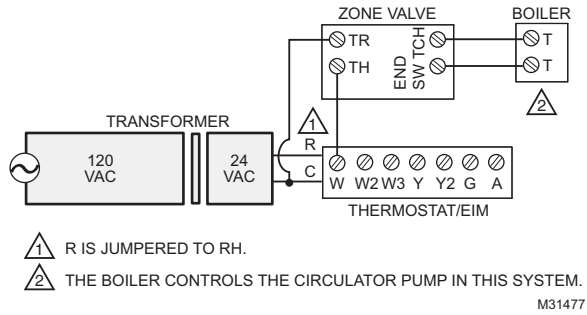 ZONE VALVE BOILER
TR
TH
END
SW TCH
T
T
2
TRANSFORMER
1
120
VAC
24
VAC
R
C
W W2 W3 Y Y2 G A
THERMOSTAT/EIM
1 R IS JUMPERED TO RH.
2 THE BOILER CONTROLS THE CIRCULATOR PUMP IN THIS SYSTEM.
M31477